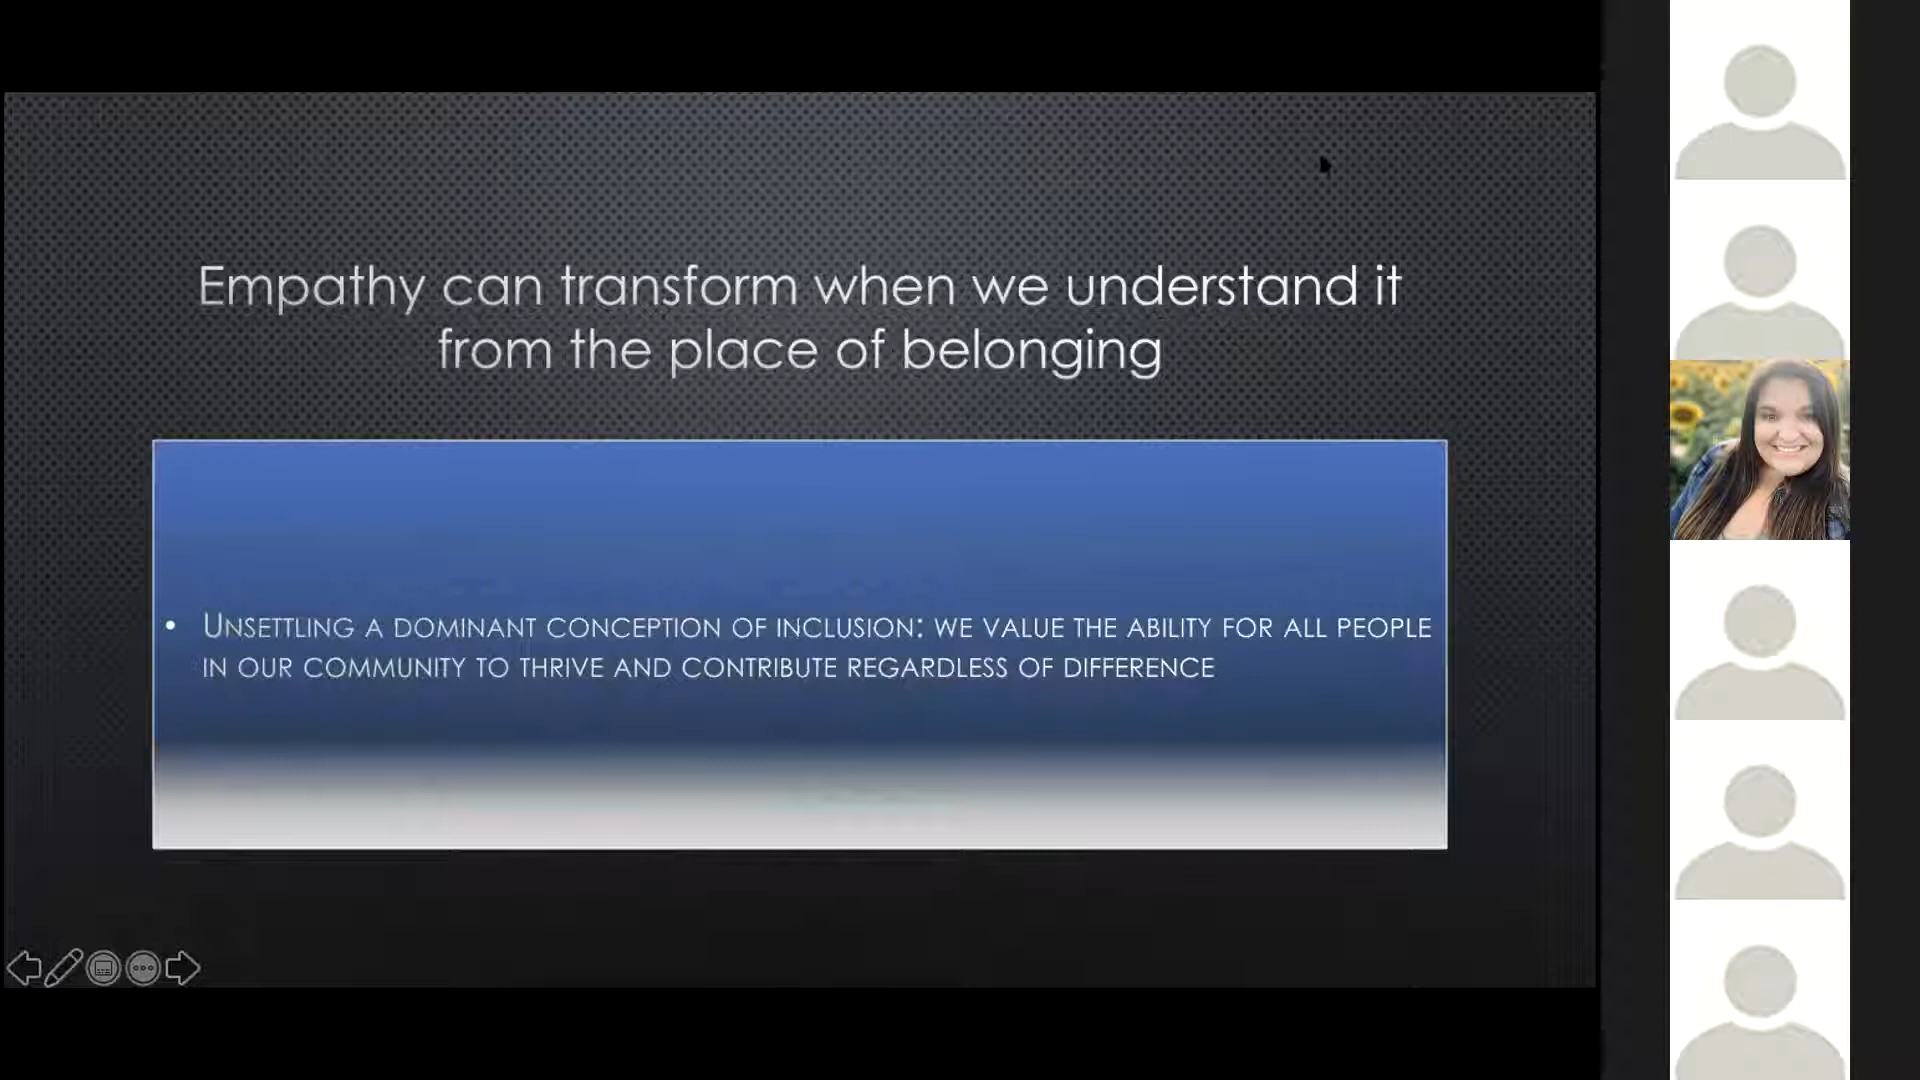 Empathy can transform when we understand it
from the place of belonging
• Unsettling a dominant conception of inclusion: we value the ability for all people
in our community to thrive and contribute regardless of difference